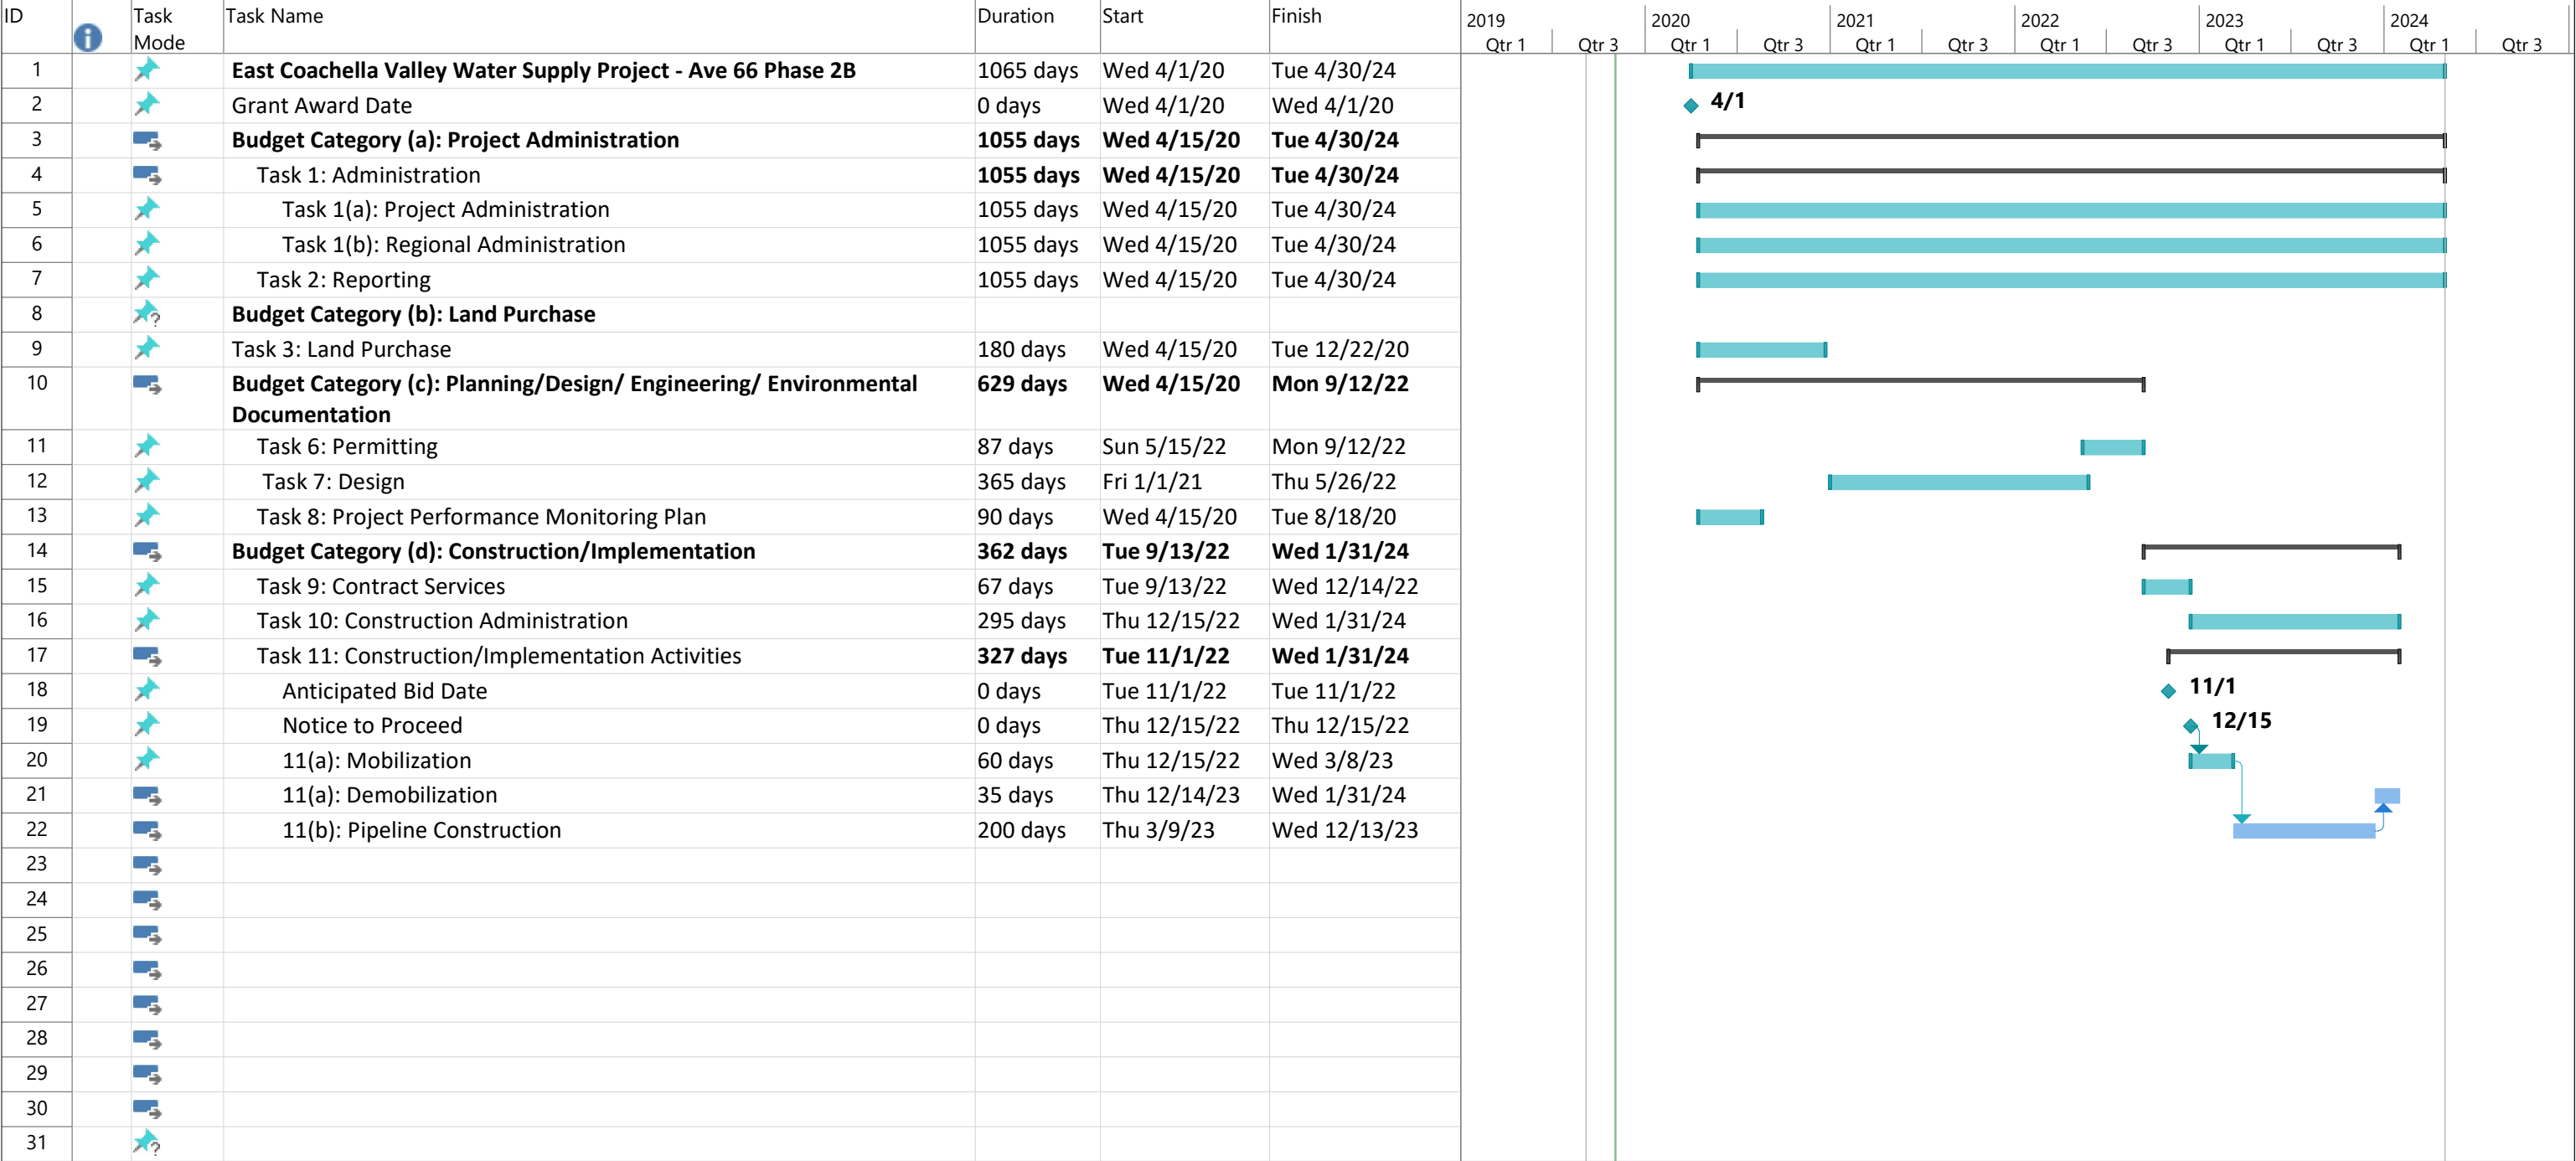 ID Task Mode Task Name Duration Start Finish
2019 2020 2021 2022 2023 2024
Qtr 1 Qtr 3 Qtr 1 Qtr 3 Qtr 1 Qtr 3 Qtr 1 Qtr 3 Qtr 1 Qtr 3 Qtr 1 Qtr 3
1 East Coachella Valley Water Supply Project - Ave 66 Phase 2B 1065 days Wed 4/1/20 Tue 4/30/24
2 Grant Award Date 0 days Wed 4/1/20 Wed 4/1/20 4/1
3 Budget Category (a): Project Administration 1055 days Wed 4/15/20 Tue 4/30/24
4 Task 1: Administration 1055 days Wed 4/15/20 Tue 4/30/24
5 Task 1(a): Project Administration 1055 days Wed 4/15/20 Tue 4/30/24
6 Task 1(b): Regional Administration 1055 days Wed 4/15/20 Tue 4/30/24
7 Task 2: Reporting 1055 days Wed 4/15/20 Tue 4/30/24
8 Budget Category (b): Land Purchase
9 Task 3: Land Purchase 180 days Wed 4/15/20 Tue 12/22/20
10 Budget Category (c): Planning/Design/ Engineering/ Environmental 629 days Wed 4/15/20 Mon 9/12/22
Documentation
11 Task 6: Permitting 87 days Sun 5/15/22 Mon 9/12/22
12 Task 7: Design 365 days Fri 1/1/21 Thu 5/26/22
13 Task 8: Project Performance Monitoring Plan 90 days Wed 4/15/20 Tue 8/18/20
14 Budget Category (d): Construction/Implementation 362 days Tue 9/13/22 Wed 1/31/24
15 Task 9: Contract Services 67 days Tue 9/13/22 Wed 12/14/22
16 Task 10: Construction Administration 295 days Thu 12/15/22 Wed 1/31/24
17 Task 11: Construction/Implementation Activities 327 days Tue 11/1/22 Wed 1/31/24
18 Anticipated Bid Date 0 days Tue 11/1/22 Tue 11/1/22 11/1
19 Notice to Proceed 0 days Thu 12/15/22 Thu 12/15/22 12/15
20 11(a): Mobilization 60 days Thu 12/15/22 Wed 3/8/23
21 11(a): Demobilization 35 days Thu 12/14/23 Wed 1/31/24
22 11(b): Pipeline Construction 200 days Thu 3/9/23 Wed 12/13/23
23
24
25
26
27
28
29
30
31